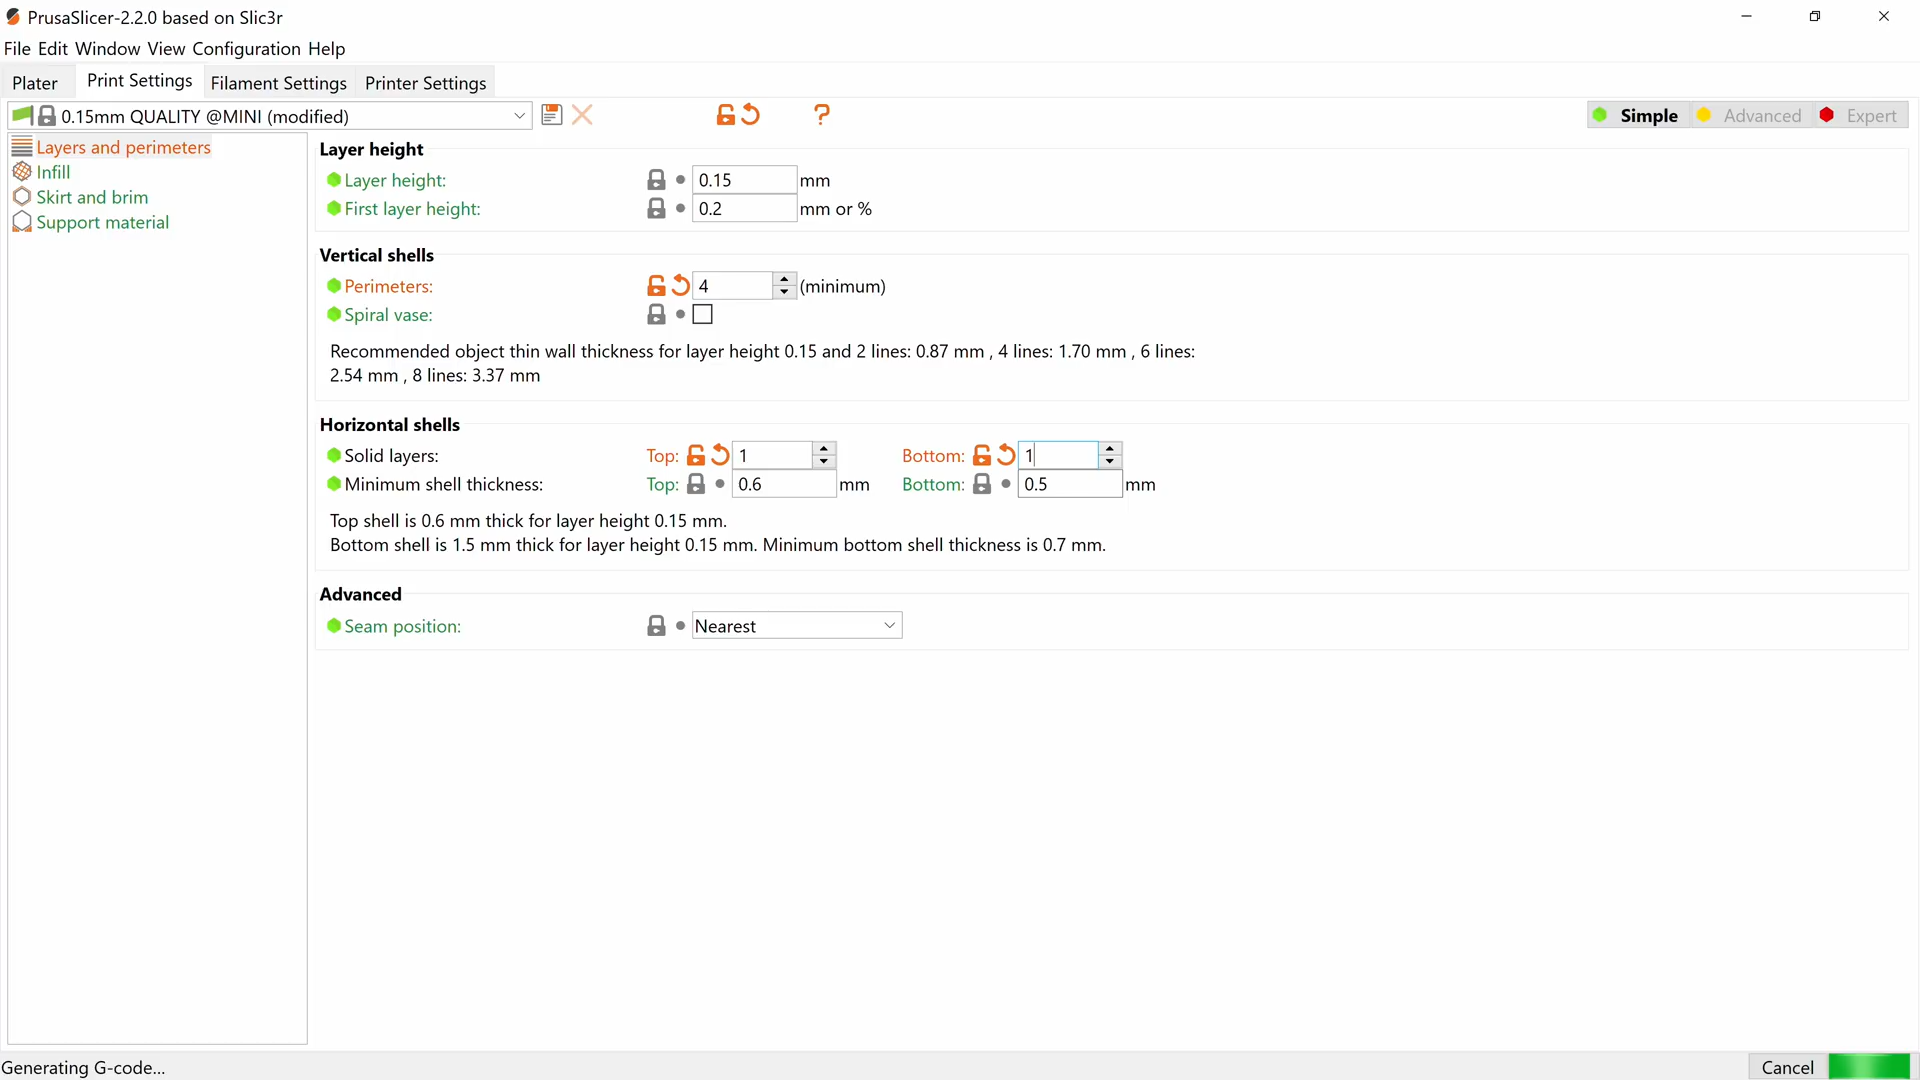 PrusaSlicer-2.2.0 based on Slic3r
File Edit Window View Configuration Help
Plater Print Settings Filament Settings Printer Settings
0.15mm QUALITY @MINI (modified) ? Simple Advanced Expert
Layers and perimeters
Infill
Skirt and brim
Support material
Layer height
Layer height: 0.15 mm
First layer height: 0.2 mm or %
Vertical shells
Perimeters: 4 (minimum)
Spiral vase:
Recommended object thin wall thickness for layer height 0.15 and 2 lines: 0.87 mm , 4 lines: 1.70 mm , 6 lines:
2.54 mm , 8 lines: 3.37 mm
Horizontal shells
Solid layers: Top: 1 Bottom: 1
Minimum shell thickness: Top: 0.6 mm Bottom: 0.5 mm
Top shell is 0.6 mm thick for layer height 0.15 mm.
Bottom shell is 1.5 mm thick for layer height 0.15 mm. Minimum bottom shell thickness is 0.7 mm.
Advanced
Seam position: Nearest
Generating G-code... Cancel